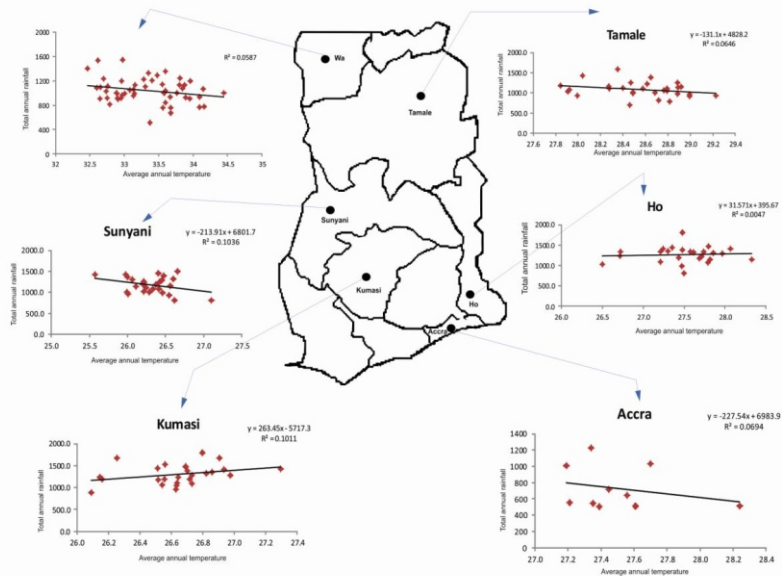 1600
1200
800
400
0
Total annual rainfall
R² = 0.0587
32
32.5
33
33.5
34
34.5
35
Average annual temperature
Wa
Tamale
Sunyani
Kumasi
Ho
Accra
Tamale
y = -131.1x + 4828.2
R² = 0.0646
2000.0
1500.0
1000.0
500.0
0.0
Total annual rainfall
27.6
27.8
28.0
28.2
28.4
28.6
28.8
29.0
29.2
29.4
Average annual temperature
Sunyani
y = -213.91x + 6801.7
R² = 0.1036
2000.0
1500.0
1000.0
500.0
0.0
Total annual rainfall
25.0
25.5
26.0
26.5
27.0
27.5
Average annual temperature
Ho
y = 31.571x + 395.67
R² = 0.0047
2000.0
1500.0
1000.0
500.0
0.0
Total annual rainfall
26.0
26.5
27.0
27.5
28.0
28.5
Average annual temperature
Kumasi
y = 263.45x - 5717.3
R² = 0.1011
2000.0
1500.0
1000.0
500.0
0.0
Total annual rainfall
26.0
26.2
26.4
26.6
26.8
27.0
27.2
27.4
Average annual temperature
Accra
y = -227.54x + 6983.9
R² = 0.0694
1400
1200
1000
800
600
400
200
0
Total annual rainfall
27.0
27.2
27.4
27.6
27.8
28.0
28.2
28.4
Average annual temperature